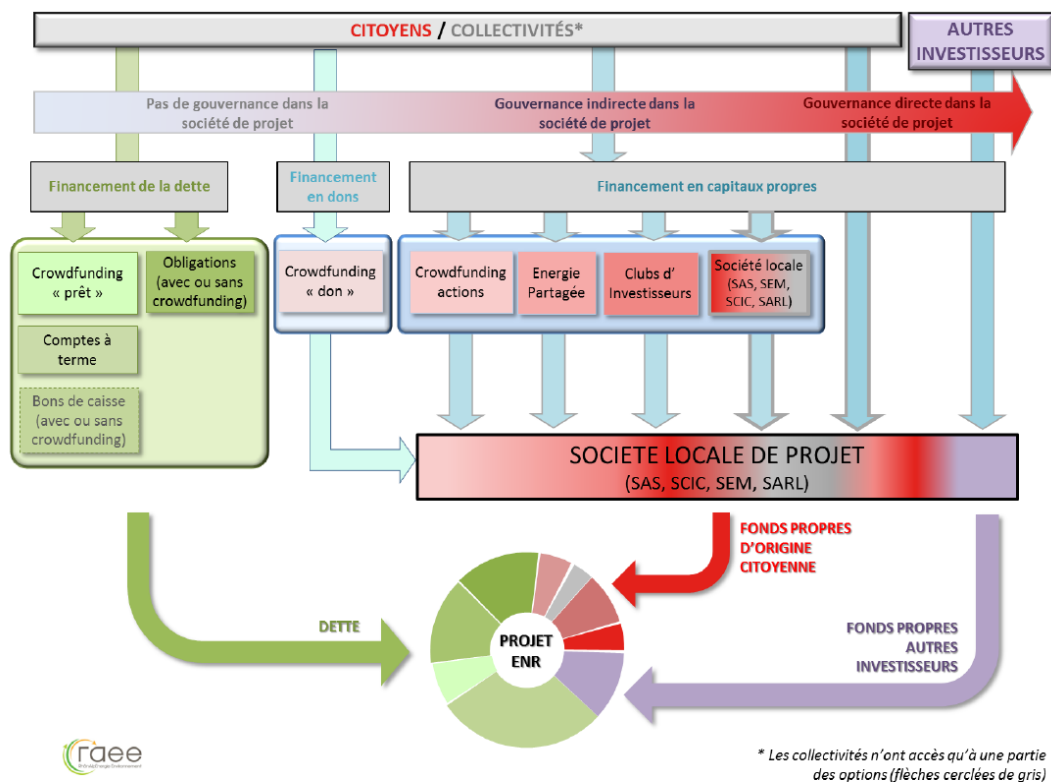 CITOYENS / COLLECTIVITÉS*
AUTRES
INVESTISSEURS
Pas de gouvernance dans la
société de projet
Gouvernance indirecte dans la
société de projet
Gouvernance directe dans la
société de projet
Financement de la dette
Financement
en dons
Financement en capitaux propres
Crowdfunding
« prêt »
Obligations
(avec ou sans
crowdfunding)
Comptes à
terme
Bons de caisse
(avec ou sans
crowdfunding)
Crowdfunding
« don »
Crowdfunding
actions
Energie
Partagée
Clubs d’
Investisseurs
Société locale
(SAS, SEM,
SCIC, SARL)
SOCIETE LOCALE DE PROJET
(SAS, SCIC, SEM, SARL)
FONDS PROPRES
D’ORIGINE
CITOYENNE
DETTE
PROJET
ENR
FONDS PROPRES
AUTRES
INVESTISSEURS
raee
* Les collectivités n’ont accès qu’à une partie
des options (flèches cerclées de gris)